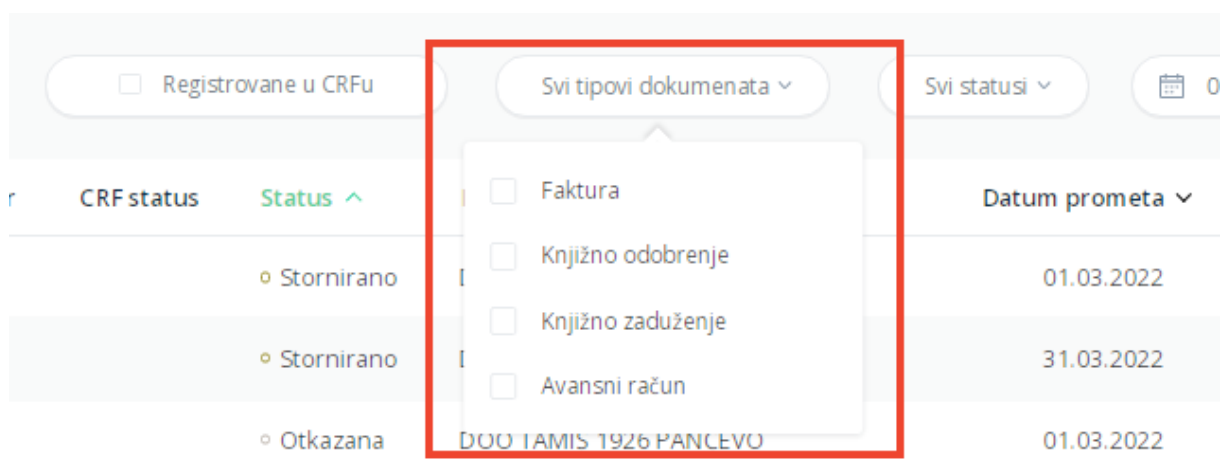 Registrovane u CRFu Svi tipovi dokumenata Svi statusi 0
CRF status Status Datum prometa
Faktura
Knjižno odobrenje
Stornirano 01.03.2022
Knjižno zaduženje
Stornirano 31.03.2022
Avansni račun
Otkazana DOO TAMIS 1926 PANCEVO 01.03.2022